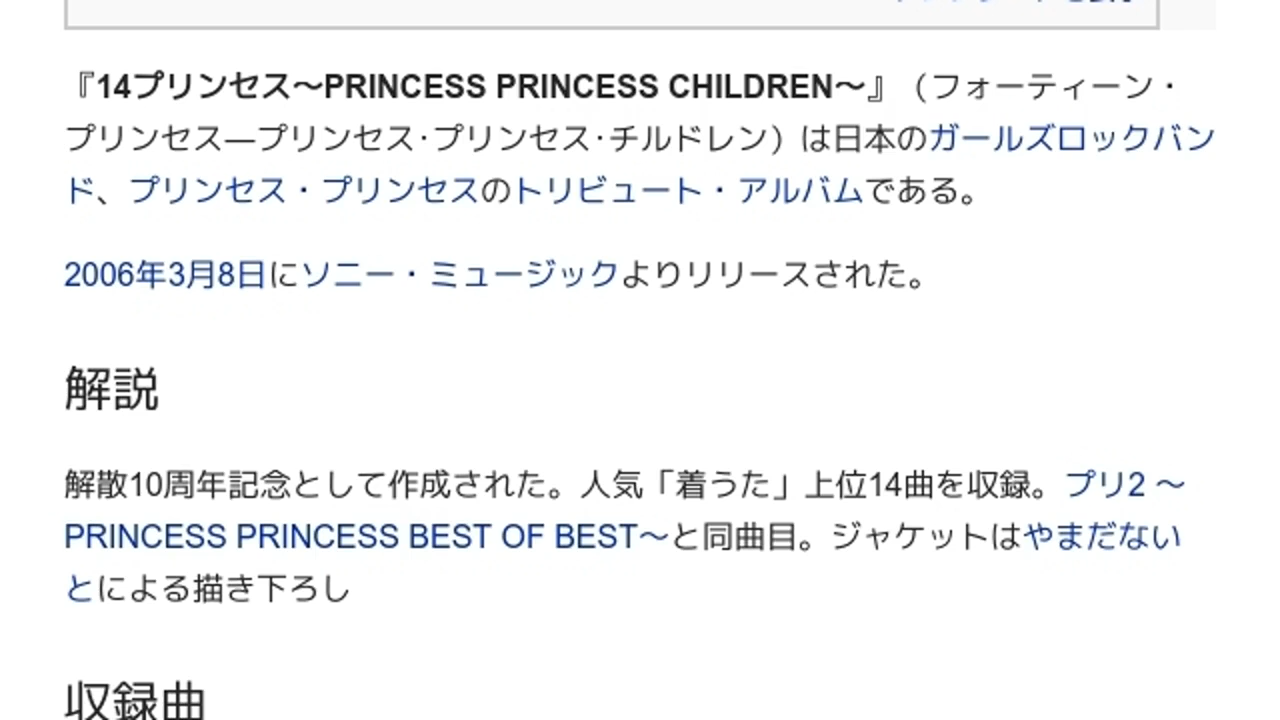 『14プリンセス〜PRINCESS PRINCESS CHILDREN〜』（フォーティーン・
プリンセス—プリンセス·プリンセス·チルドレン）は日本のガールズロックバン
ド、プリンセス・プリンセスのトリビュート・アルバムである。
2006年3月8日にソニー・ミュージックよりリリースされた。
解説
解散10周年記念として作成された。人気「着うた」上位14曲を収録。プリ2 〜
PRINCESS PRINCESS BEST OF BEST〜と同曲目。ジャケットはやまだない
とによる描き下ろし
収録曲